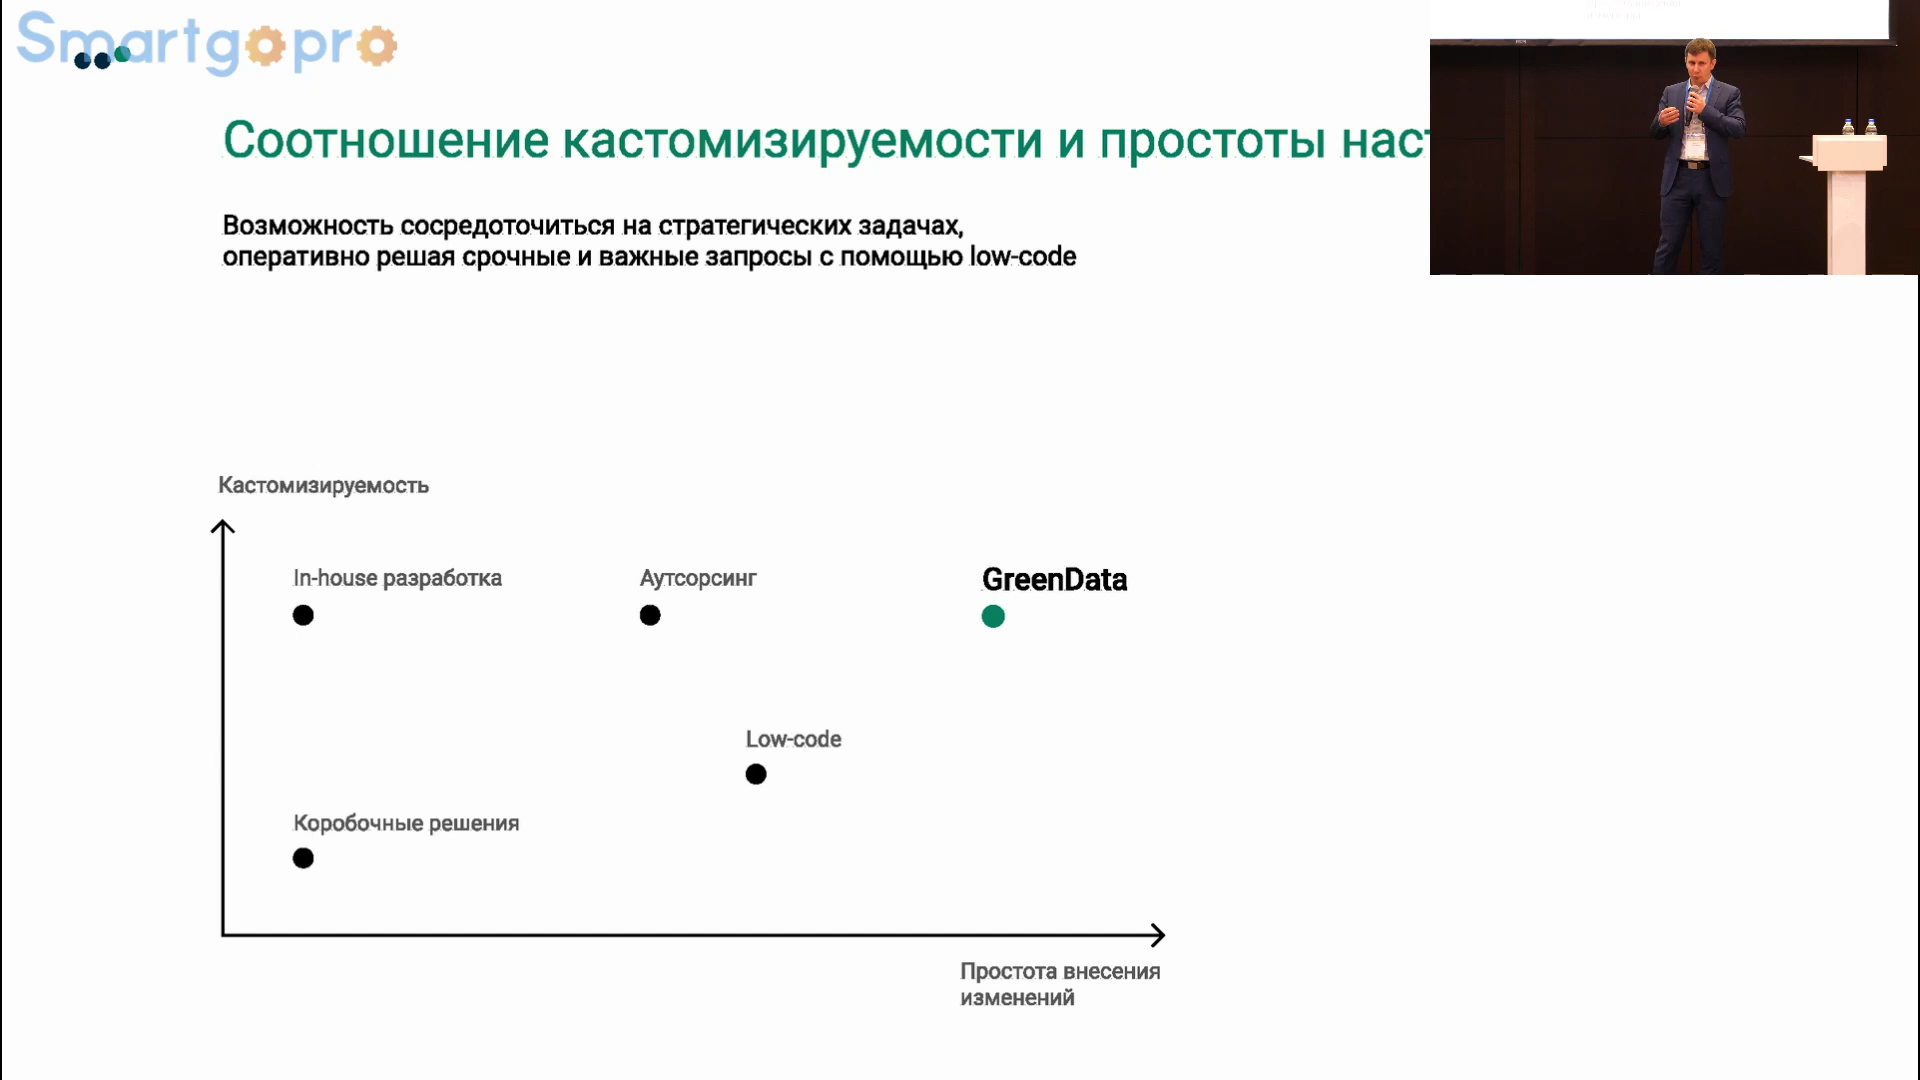 Smartgopro
Соотношение кастомизируемости и простоты нас
Возможность сосредоточиться на стратегических задачах,
оперативно решая срочные и важные запросы с помощью low-code
Кастомизируемость
In-house разработка
Аутсорсинг
GreenData
Low-code
Коробочные решения
Простота внесения
изменений